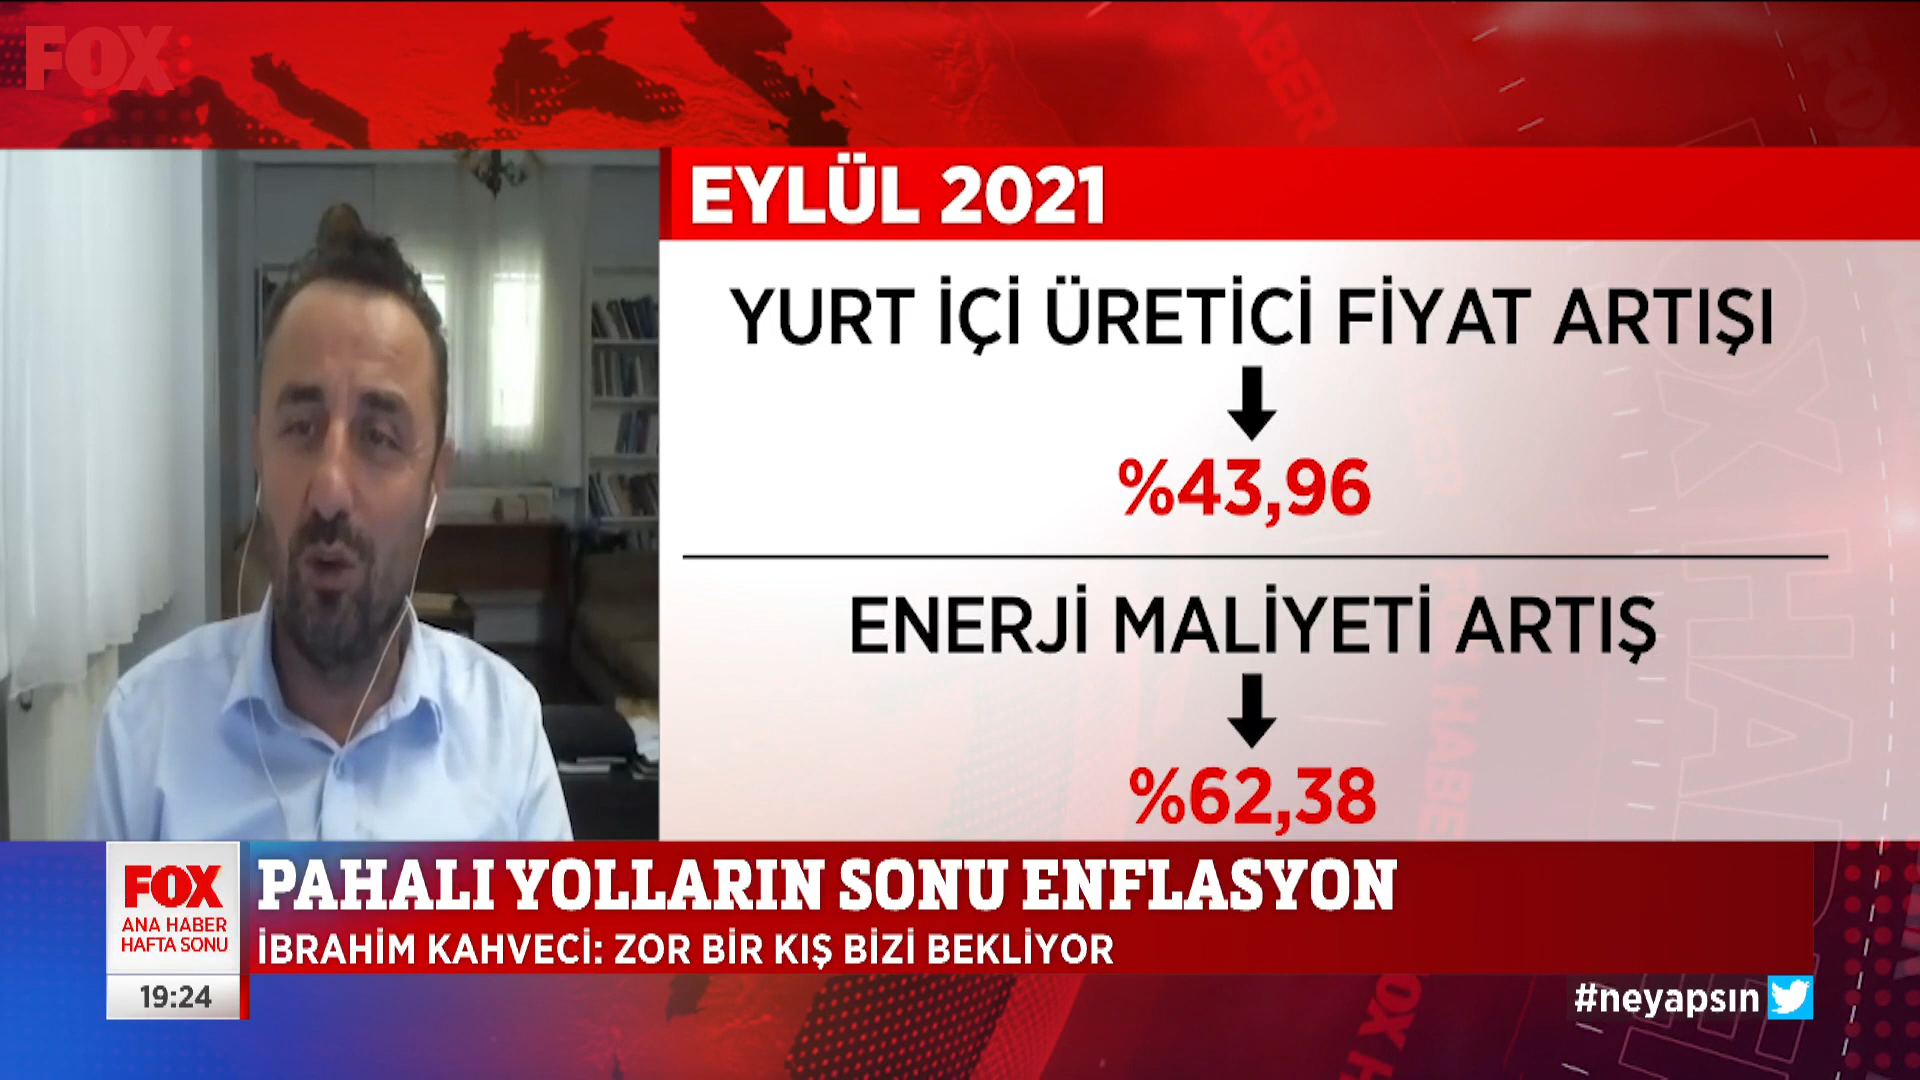 FOX
EYLÜL 2021
YURT İÇİ ÜRETİCİ FİYAT ARTIŞI
%43,96
ENERJİ MALİYETİ ARTIŞ
%62,38
FOX
ANA HABER
HAFTA SONU
19:24
PAHALI YOLLARIN SONU ENFLASYON
İBRAHİM KAHVECİ: ZOR BİR KIŞ BİZİ BEKLİYOR
#neyapsın